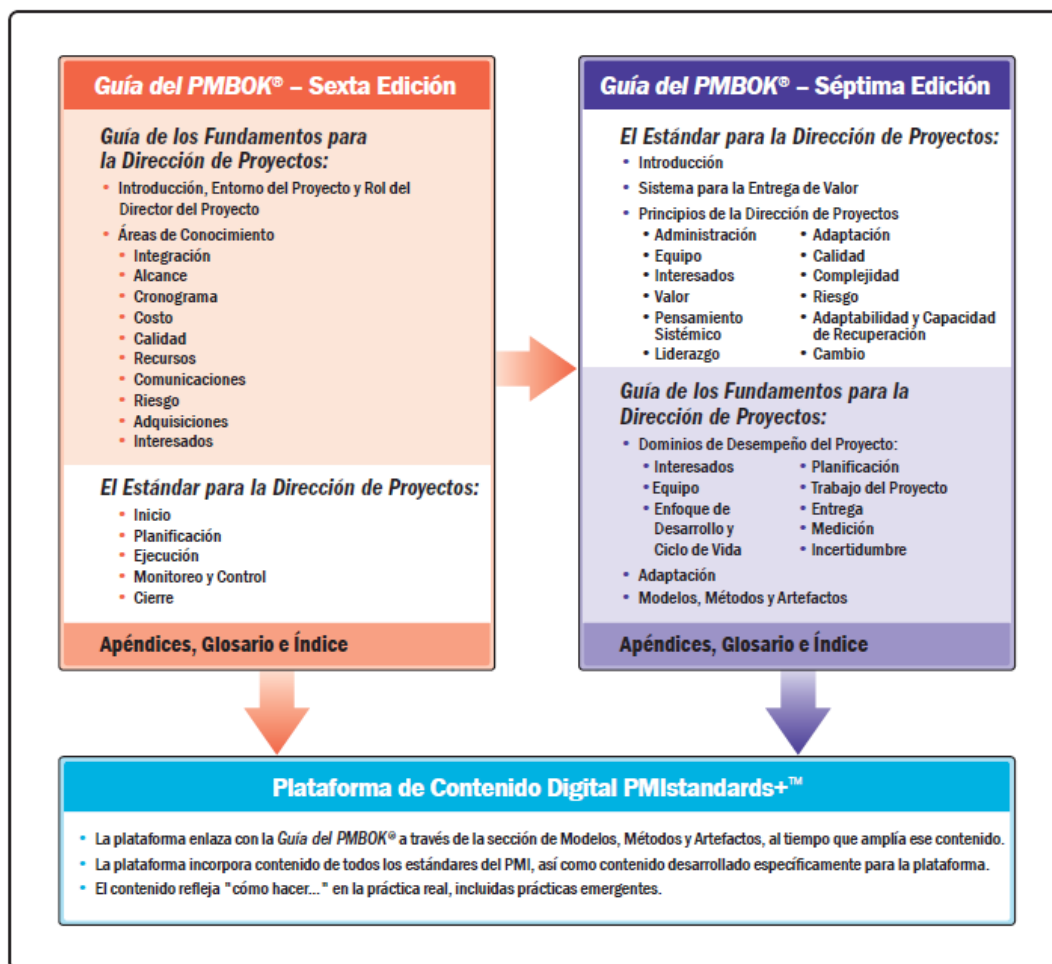 Guía del PMBOK® – Sexta Edición
Guía de los Fundamentos para
la Dirección de Proyectos:
• Introducción, Entorno del Proyecto y Rol del
Director del Proyecto
• Áreas de Conocimiento
• Integración
• Alcance
• Cronograma
• Costo
• Calidad
• Recursos
• Comunicaciones
• Riesgo
• Adquisiciones
• Interesados
El Estándar para la Dirección de Proyectos:
• Inicio
• Planificación
• Ejecución
• Monitoreo y Control
• Cierre
Apéndices, Glosario e Índice
Guía del PMBOK® – Séptima Edición
El Estándar para la Dirección de Proyectos:
• Introducción
• Sistema para la Entrega de Valor
• Principios de la Dirección de Proyectos
• Administración
• Equipo
• Interesados
• Valor
• Pensamiento
Sistémico
• Liderazgo
• Adaptación
• Calidad
• Complejidad
• Riesgo
• Adaptabilidad y Capacidad
de Recuperación
• Cambio
Guía de los Fundamentos para la
Dirección de Proyectos:
• Dominios de Desempeño del Proyecto:
• Interesados
• Equipo
• Enfoque de
Desarrollo y
Ciclo de Vida
• Planificación
• Trabajo del Proyecto
• Entrega
• Medición
• Incertidumbre
• Adaptación
• Modelos, Métodos y Artefactos
Apéndices, Glosario e Índice
Plataforma de Contenido Digital PMIstandards+™
• La plataforma enlaza con la Guía del PMBOK® a través de la sección de Modelos, Métodos y Artefactos, al tiempo que amplía ese contenido.
• La plataforma incorpora contenido de todos los estándares del PMI, así como contenido desarrollado específicamente para la plataforma.
• El contenido refleja "cómo hacer..." en la práctica real, incluidas prácticas emergentes.